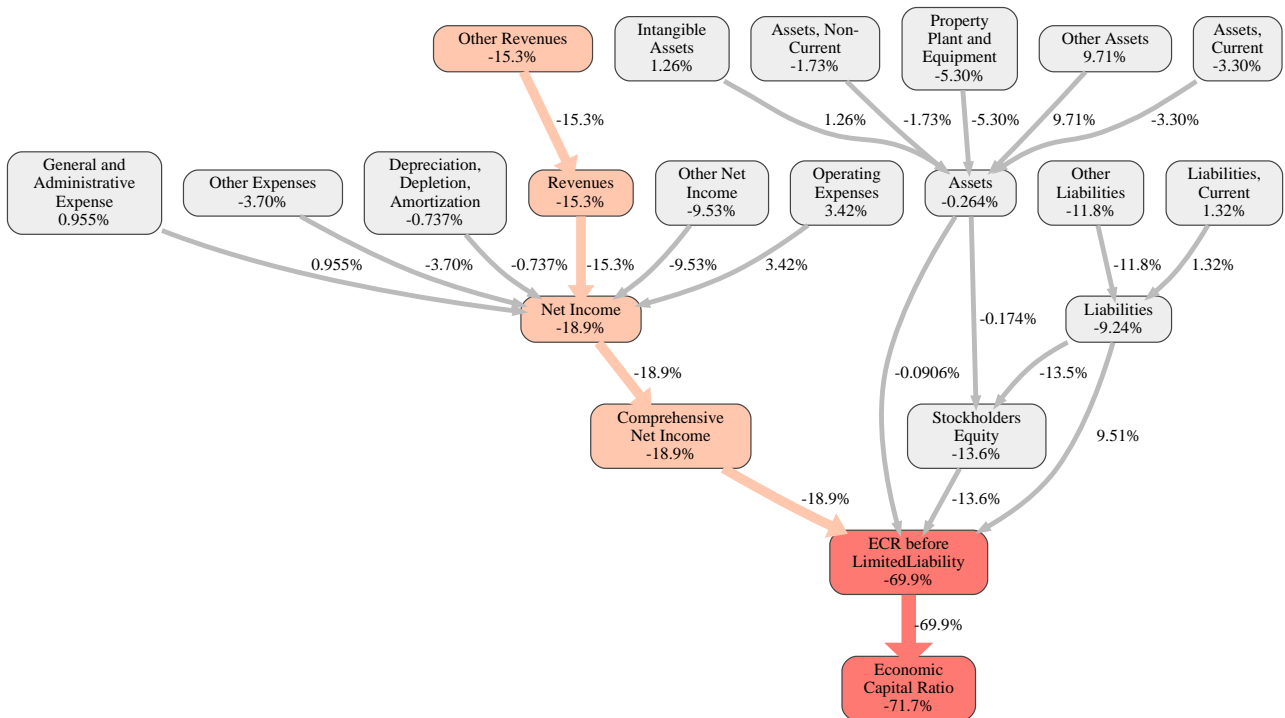 Other Revenues
-15.3%
Intangible
Assets
1.26%
Assets, Non-
Current
-1.73%
Property
Plant and
Equipment
-5.30%
Other Assets
9.71%
Assets,
Current
-3.30%
-15.3%
1.26%
-1.73%
-5.30%
9.71%
-3.30%
General and
Administrative
Expense
0.955%
Other Expenses
-3.70%
Depreciation,
Depletion,
Amortization
-0.737%
Revenues
-15.3%
Other Net
Income
-9.53%
Operating
Expenses
3.42%
Assets
-0.264%
Other
Liabilities
-11.8%
Liabilities,
Current
1.32%
0.955%
-3.70%
-0.737%
-15.3%
-9.53%
3.42%
-11.8%
1.32%
Net Income
-18.9%
-0.174%
Liabilities
-9.24%
-18.9%
-0.0906%
-13.5%
Comprehensive
Net Income
-18.9%
Stockholders
Equity
-13.6%
9.51%
-18.9%
-13.6%
ECR before
LimitedLiability
-69.9%
-69.9%
Economic
Capital Ratio
-71.7%